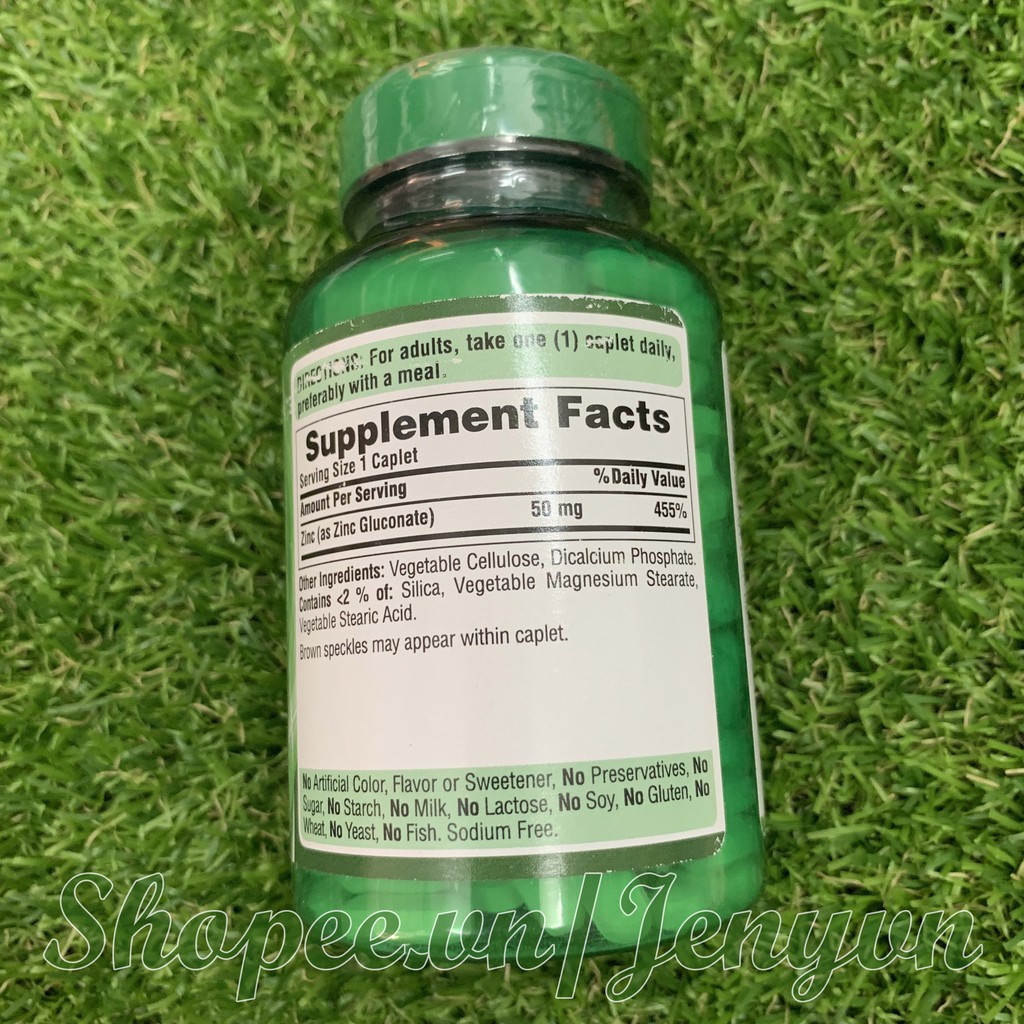 DIRECTIONS: For adults, take one (1) caplet daily,
preferably with a meal.
Supplement Facts
Serving Size 1 Caplet
Amount Per Serving %Daily Value
Zinc (as Zinc Gluconate) 50 mg 455%
Other Ingredients: Vegetable Cellulose, Dicalcium Phosphate.
Contains <2 % of: Silica, Vegetable Magnesium Stearate,
Vegetable Stearic Acid.
Brown speckles may appear within caplet.
No Artificial Color, Flavor or Sweetener, No Preservatives, No
Sugar, No Starch, No Milk, No Lactose, No Soy, No Gluten, No
Wheat, No Yeast, No Fish. Sodium Free.
Shopee.vn/Jenyvn